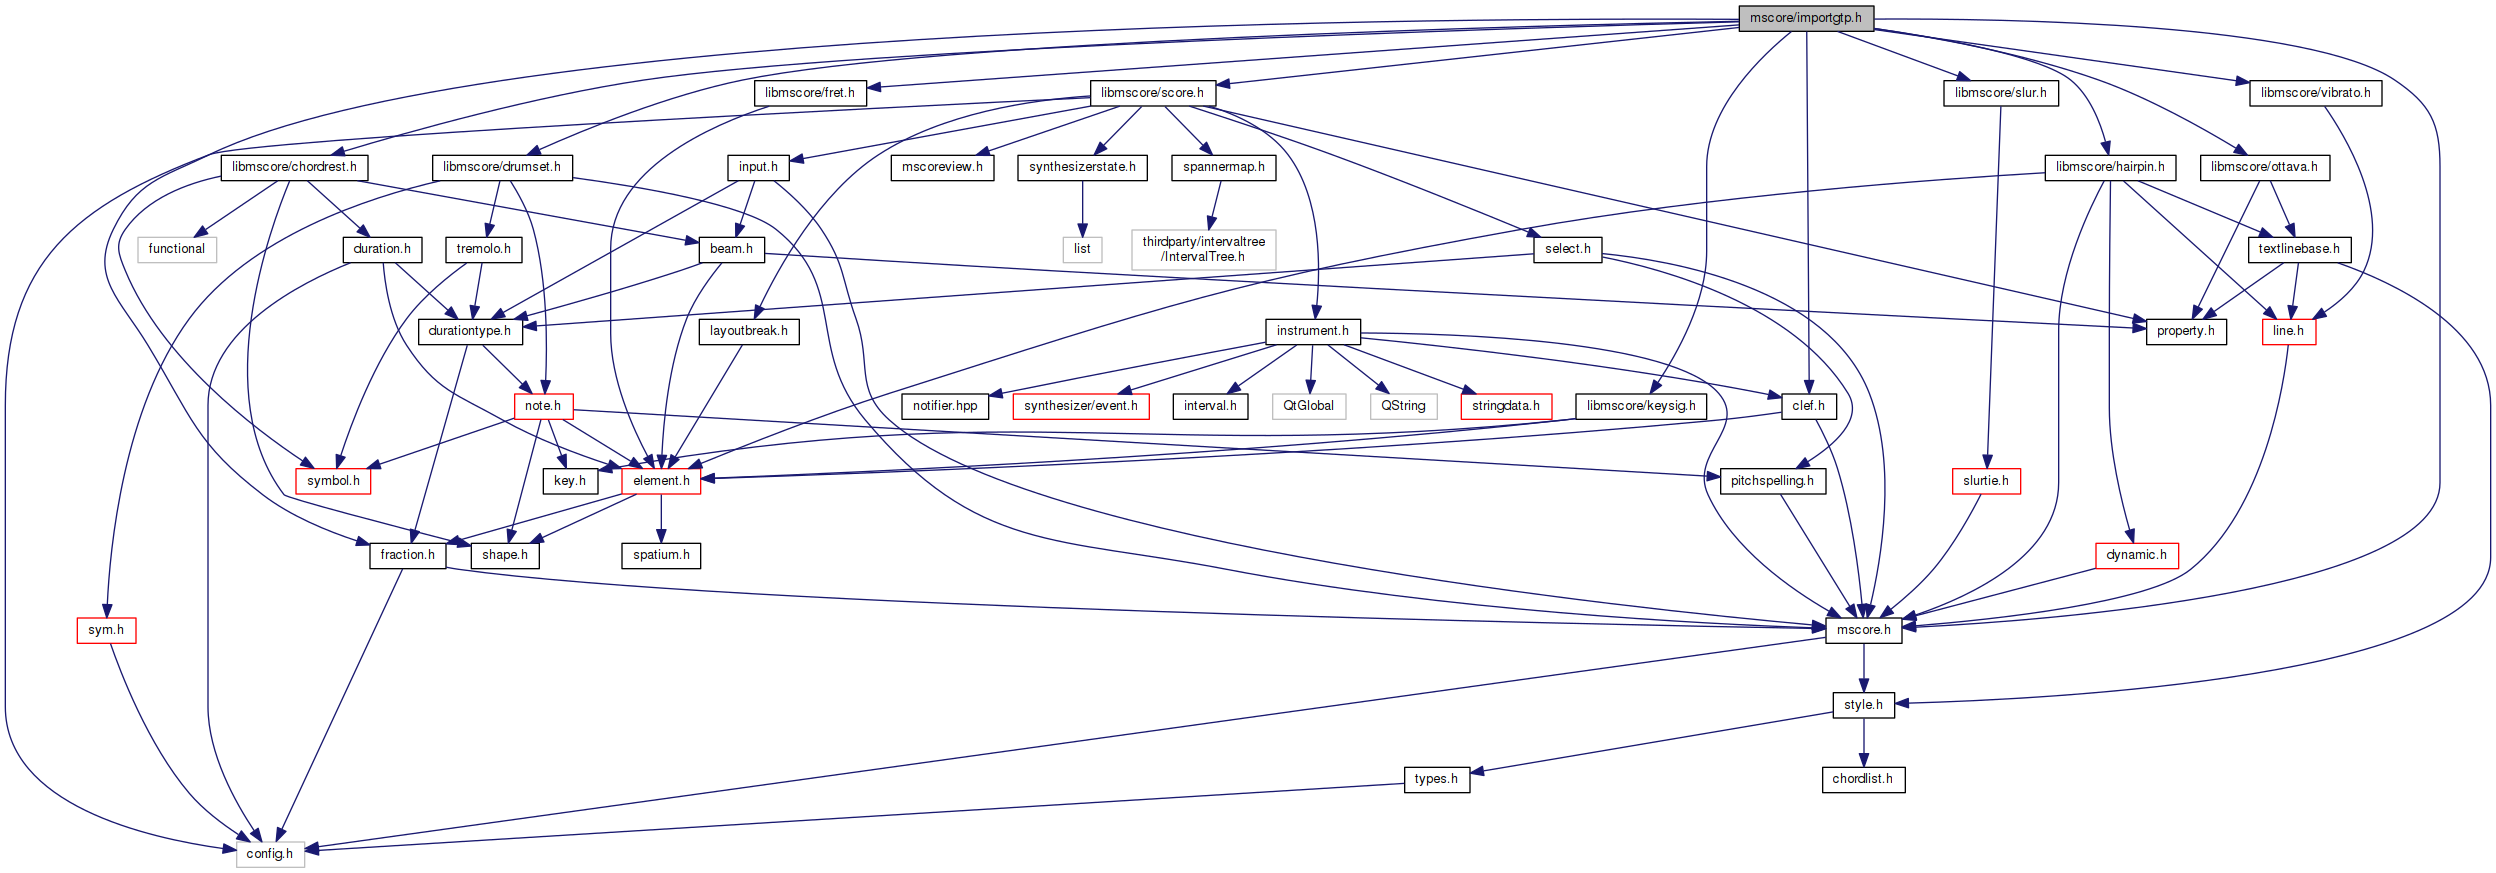 mscore/importgtp.h
libmscore/fret.h
libmscore/score.h
libmscore/slur.h
libmscore/vibrato.h
libmscore/chordrest.h
libmscore/drumset.h
input.h
mscoreview.h
synthesizerstate.h
spannermap.h
libmscore/hairpin.h
libmscore/ottava.h
functional
duration.h
tremolo.h
beam.h
list
thirdparty/intervaltree
/IntervalTree.h
select.h
textlinebase.h
durationtype.h
layoutbreak.h
instrument.h
property.h
line.h
note.h
notifier.hpp
synthesizer/event.h
interval.h
QtGlobal
QString
stringdata.h
libmscore/keysig.h
clef.h
symbol.h
key.h
element.h
pitchspelling.h
slurtie.h
fraction.h
shape.h
spatium.h
dynamic.h
sym.h
mscore.h
style.h
types.h
chordlist.h
config.h